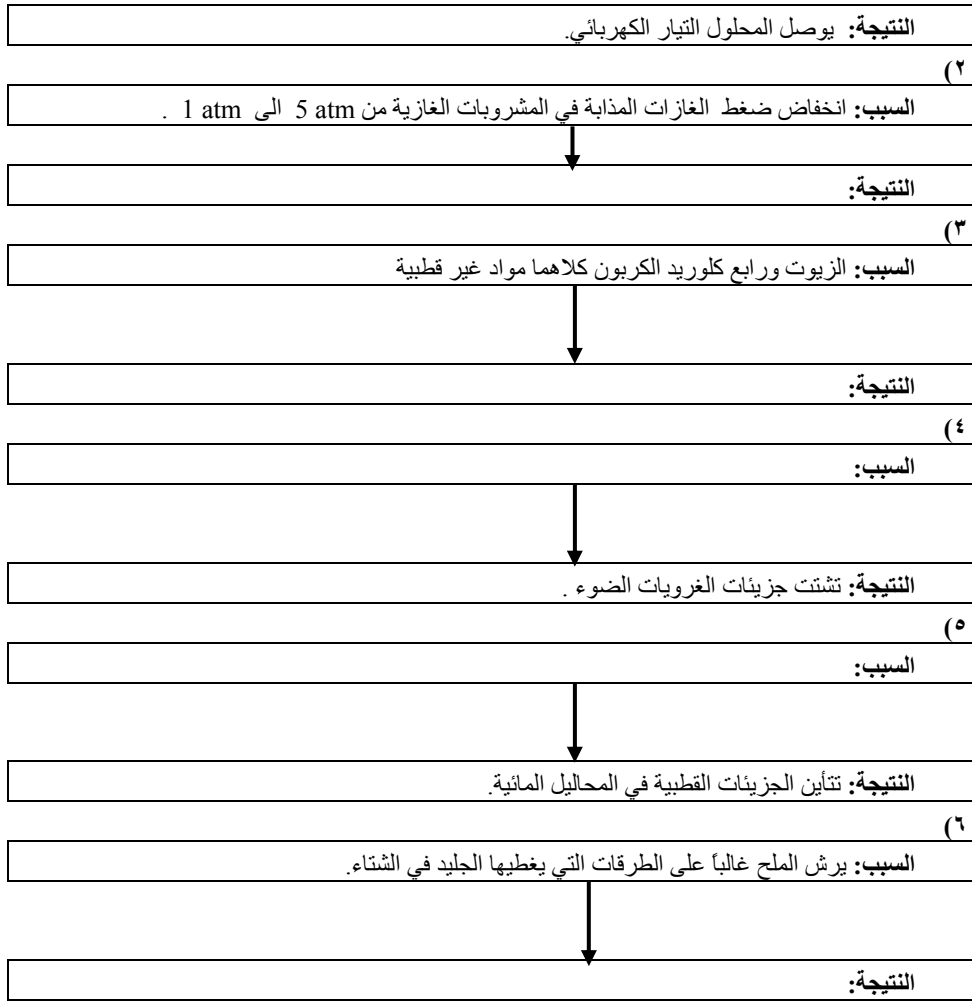 النتيجة: يوصل المحلول التيار الكهربائي.
٢)
السبب: انخفاض ضغط الغازات المذابة في المشروبات الغازية من 5 atm الى 1 atm .
النتيجة:
٣)
السبب: الزيوت ورابع كلوريد الكربون كلاهما مواد غير قطبية
النتيجة:
٤)
السبب:
النتيجة: تشتت جزيئات الغرويات الضوء .
٥)
السبب:
النتيجة: تتأين الجزيئات القطبية في المحاليل المائية.
٦)
السبب: يرش الملح غالباً على الطرقات التي يغطيها الجليد في الشتاء.
النتيجة: